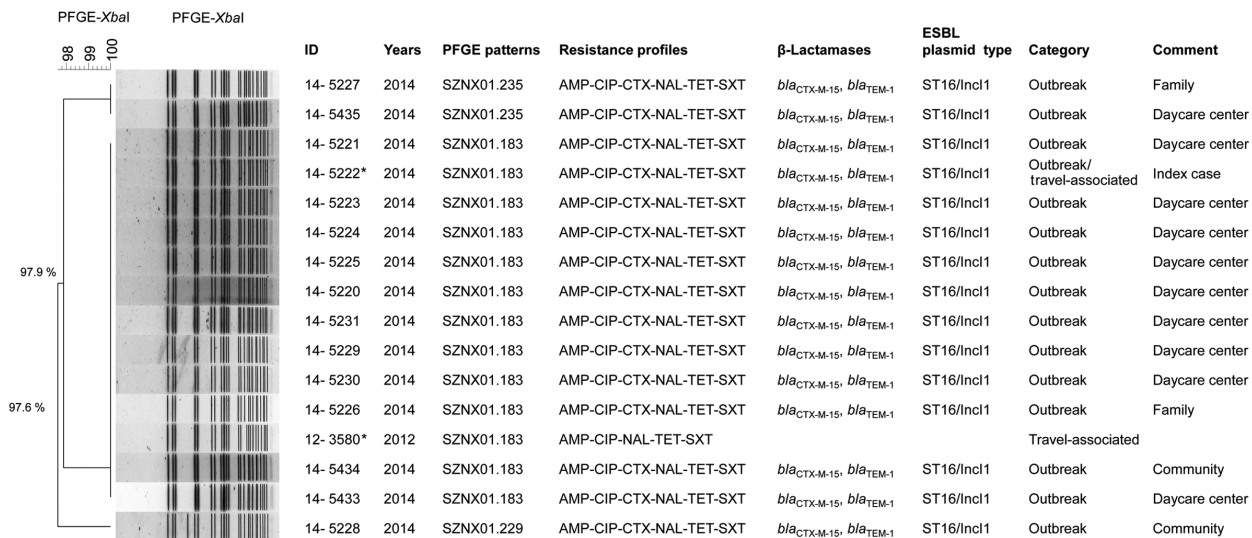 PFGE-XbaI PFGE-XbaI
98 99 100
ID Years PFGE patterns Resistance profiles β-Lactamases ESBL plasmid type Category Comment
14- 5227 2014 SZNX01.235 AMP-CIP-CTX-NAL-TET-SXT blaCTX-M-15, blaTEM-1 ST16/IncI1 Outbreak Family
14- 5435 2014 SZNX01.235 AMP-CIP-CTX-NAL-TET-SXT blaCTX-M-15, blaTEM-1 ST16/IncI1 Outbreak Daycare center
14- 5221 2014 SZNX01.183 AMP-CIP-CTX-NAL-TET-SXT blaCTX-M-15, blaTEM-1 ST16/IncI1 Outbreak Daycare center
14- 5222* 2014 SZNX01.183 AMP-CIP-CTX-NAL-TET-SXT blaCTX-M-15, blaTEM-1 ST16/IncI1 Outbreak/ travel-associated Index case
14- 5223 2014 SZNX01.183 AMP-CIP-CTX-NAL-TET-SXT blaCTX-M-15, blaTEM-1 ST16/IncI1 Outbreak Daycare center
14- 5224 2014 SZNX01.183 AMP-CIP-CTX-NAL-TET-SXT blaCTX-M-15, blaTEM-1 ST16/IncI1 Outbreak Daycare center
97.9 % 14- 5225 2014 SZNX01.183 AMP-CIP-CTX-NAL-TET-SXT blaCTX-M-15, blaTEM-1 ST16/IncI1 Outbreak Daycare center
14- 5220 2014 SZNX01.183 AMP-CIP-CTX-NAL-TET-SXT blaCTX-M-15, blaTEM-1 ST16/IncI1 Outbreak Daycare center
14- 5231 2014 SZNX01.183 AMP-CIP-CTX-NAL-TET-SXT blaCTX-M-15, blaTEM-1 ST16/IncI1 Outbreak Daycare center
14- 5229 2014 SZNX01.183 AMP-CIP-CTX-NAL-TET-SXT blaCTX-M-15, blaTEM-1 ST16/IncI1 Outbreak Daycare center
14- 5230 2014 SZNX01.183 AMP-CIP-CTX-NAL-TET-SXT blaCTX-M-15, blaTEM-1 ST16/IncI1 Outbreak Daycare center
97.6 % 14- 5226 2014 SZNX01.183 AMP-CIP-CTX-NAL-TET-SXT blaCTX-M-15, blaTEM-1 ST16/IncI1 Outbreak Family
12- 3580* 2012 SZNX01.183 AMP-CIP-NAL-TET-SXT Travel-associated
14- 5434 2014 SZNX01.183 AMP-CIP-CTX-NAL-TET-SXT blaCTX-M-15, blaTEM-1 ST16/IncI1 Outbreak Community
14- 5433 2014 SZNX01.183 AMP-CIP-CTX-NAL-TET-SXT blaCTX-M-15, blaTEM-1 ST16/IncI1 Outbreak Daycare center
14- 5228 2014 SZNX01.229 AMP-CIP-CTX-NAL-TET-SXT blaCTX-M-15, blaTEM-1 ST16/IncI1 Outbreak Community